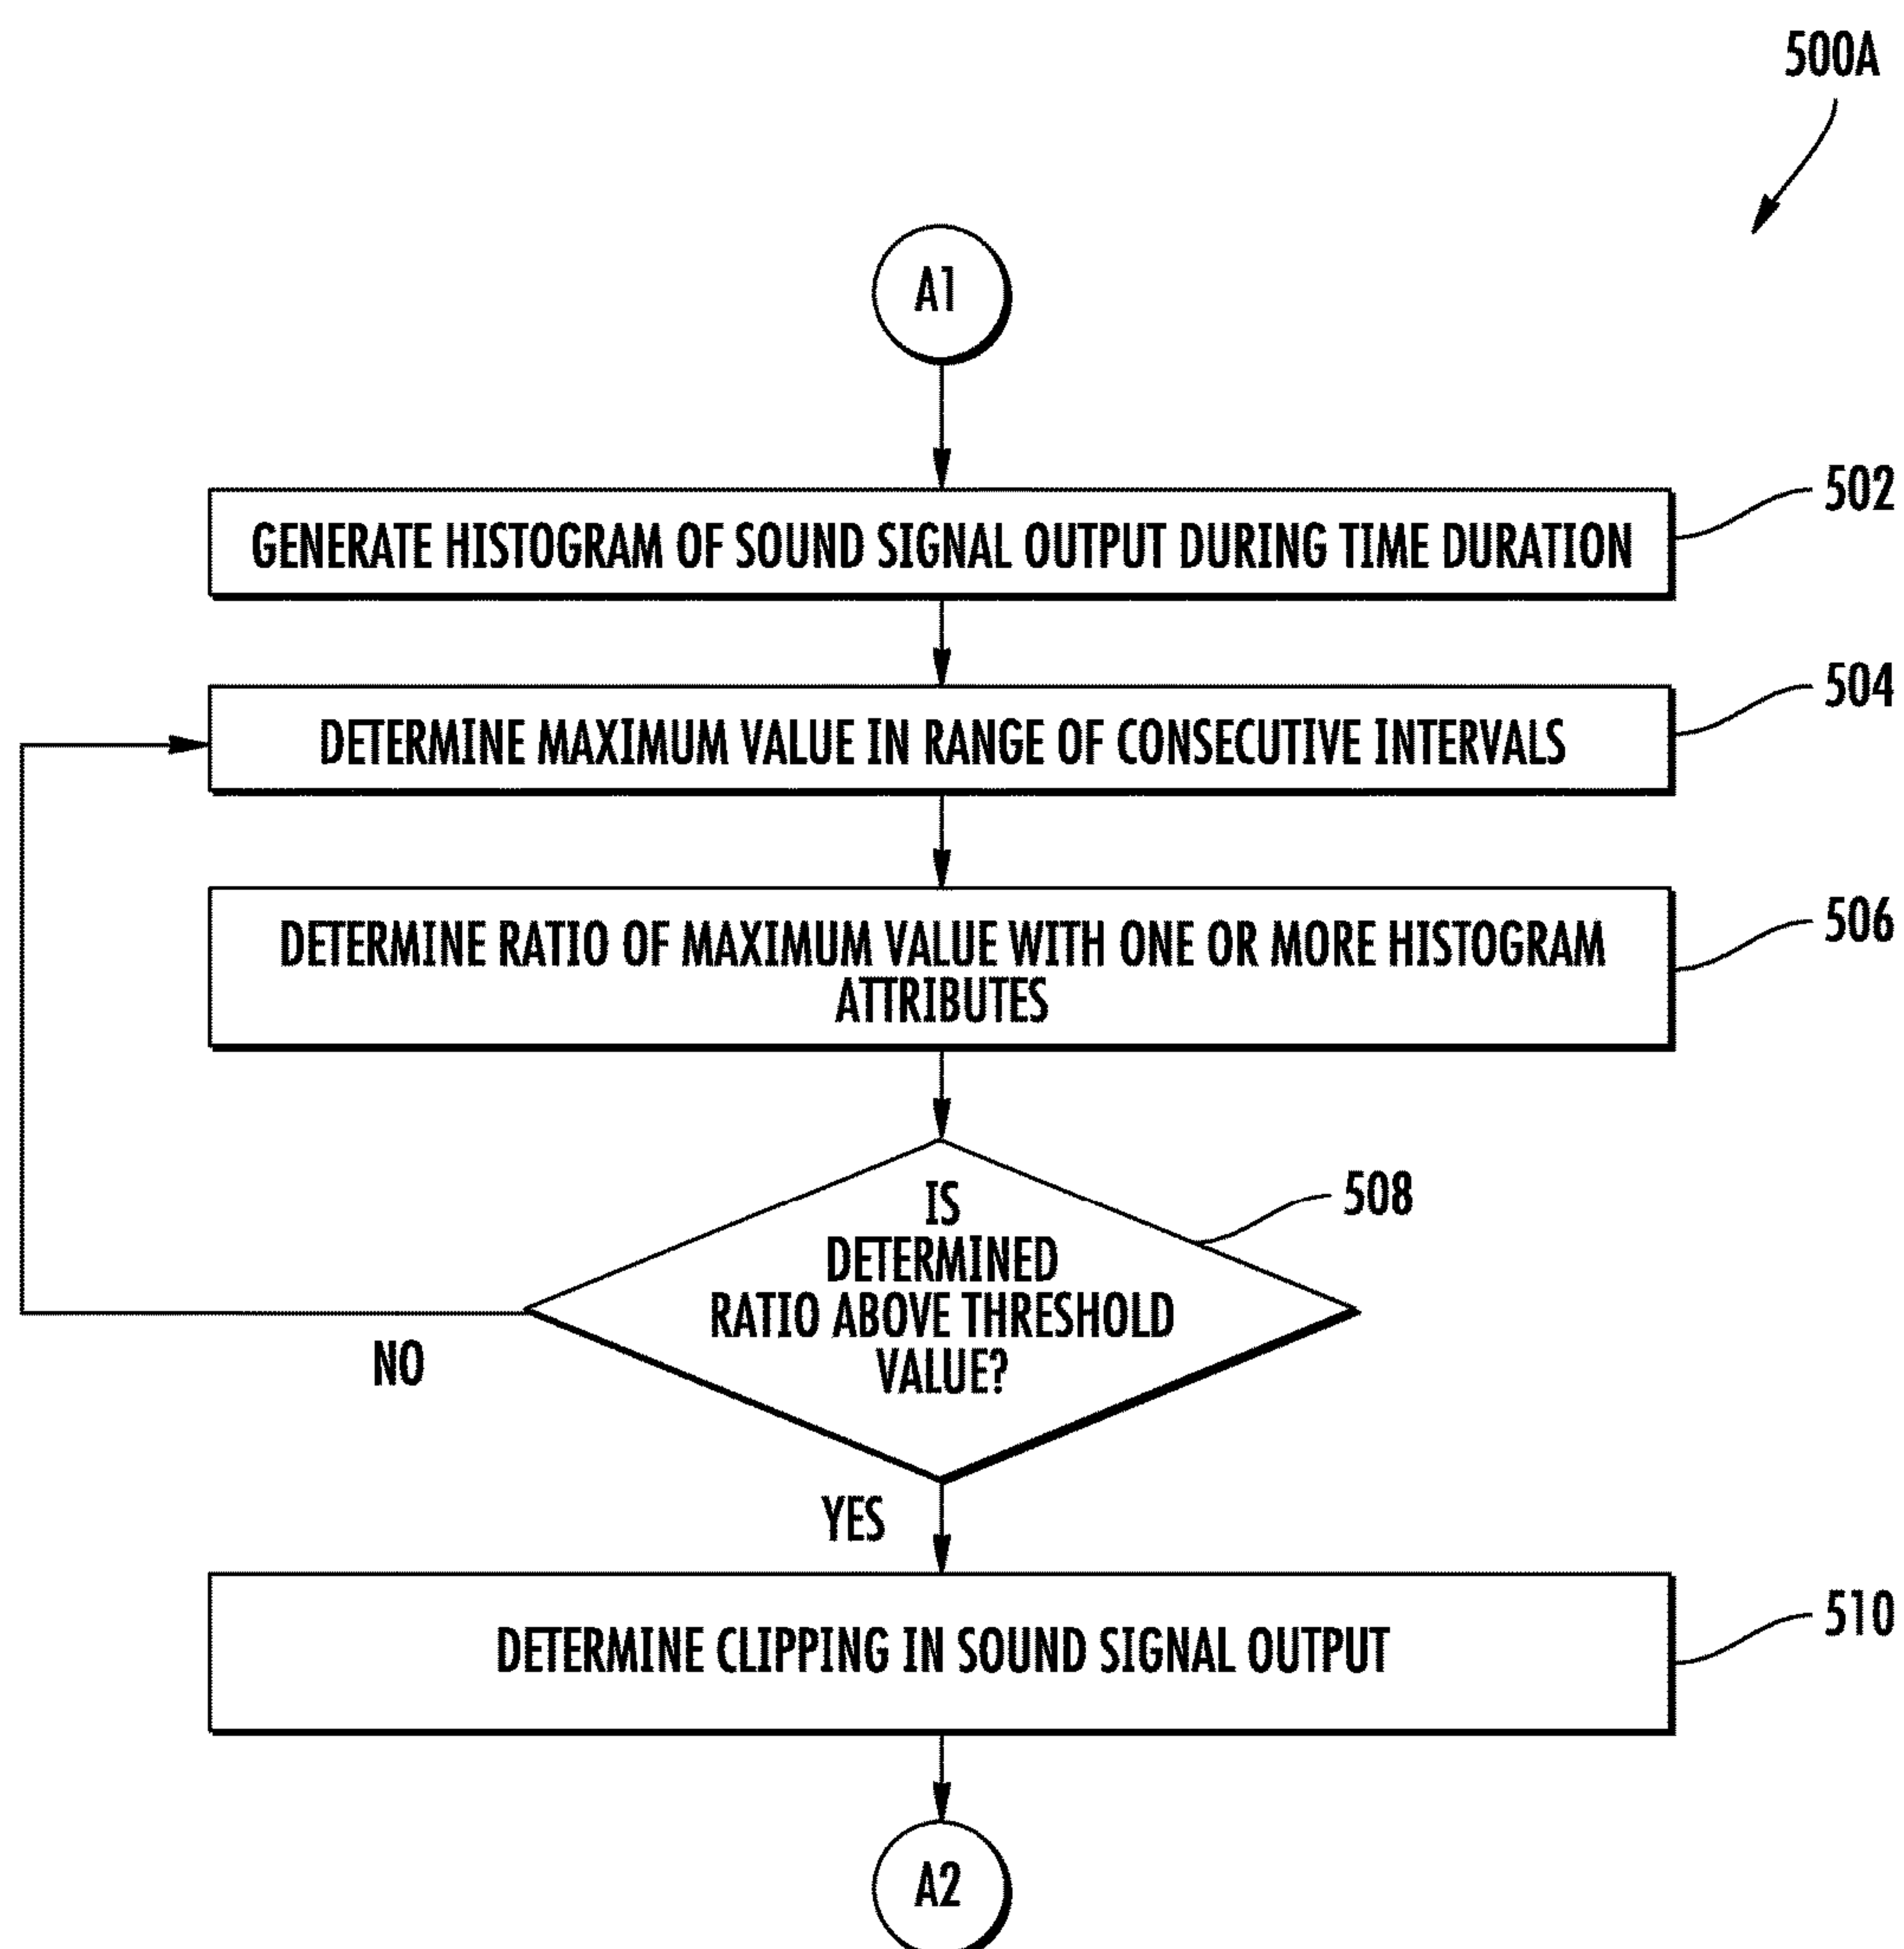 500A
A1
GENERATE HISTOGRAM OF SOUND SIGNAL OUTPUT DURING TIME DURATION
502
DETERMINE MAXIMUM VALUE IN RANGE OF CONSECUTIVE INTERVALS
504
DETERMINE RATIO OF MAXIMUM VALUE WITH ONE OR MORE HISTOGRAM
ATTRIBUTES
506
IS
DETERMINED
RATIO ABOVE THRESHOLD
VALUE?
508
NO
YES
DETERMINE CLIPPING IN SOUND SIGNAL OUTPUT
510
A2